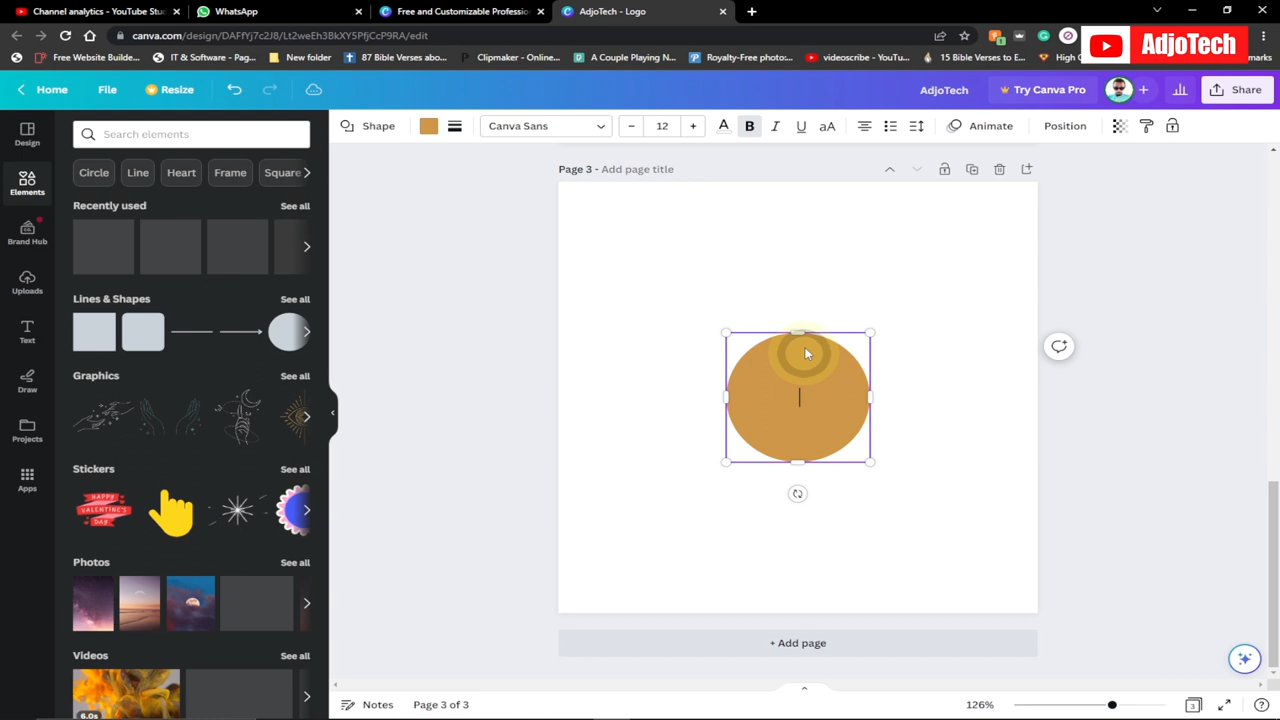 Channel analytics - YouTube Stu
WhatsApp
Free and Customizable Professio
AdjoTech - Logo
canva.com/design/DAFfYj7c2J8/Lt2weEh3BkXY5PfjCcP9RA/edit
Free Website Builde...
IT & Software - Pag...
New folder
87 Bible Verses abo...
Clipmaker - Online...
A Couple Playing N...
Royalty-Free photo:...
videoscribe - YouTu...
15 Bible Verses to E...
High
marks
AdjoTech
Home
File
Resize
AdjoTech
Try Canva Pro
Share
Design
Elements
Brand Hub
Uploads
Text
Draw
Projects
Apps
Search elements
Circle
Line
Heart
Frame
Square
Recently used
See all
Lines & Shapes
See all
Graphics
See all
Stickers
See all
HAPPY
VALENTINE'S
DAY
Photos
See all
Videos
See all
6.0s
Shape
Canva Sans
12
A
B
I
U
aA
Animate
Position
Page 3 - Add page title
+ Add page
Notes
Page 3 of 3
126%
3